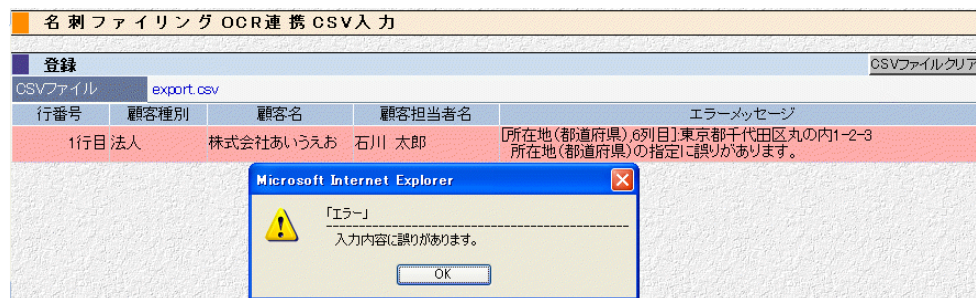 名刺ファイリングOCR連携CSV入力
登録 CSVファイルクリア
CSVファイル export.csv
行番号 顧客種別 顧客名 顧客担当者名 エラーメッセージ
1行目 法人 株式会社あいうえお 石川 太郎 [所在地(都道府県),6列目]:東京都千代田区丸の内1-2-3
所在地(都道府県)の指定に誤りがあります。
Microsoft Internet Explorer
「エラー」
入力内容に誤りがあります。
OK